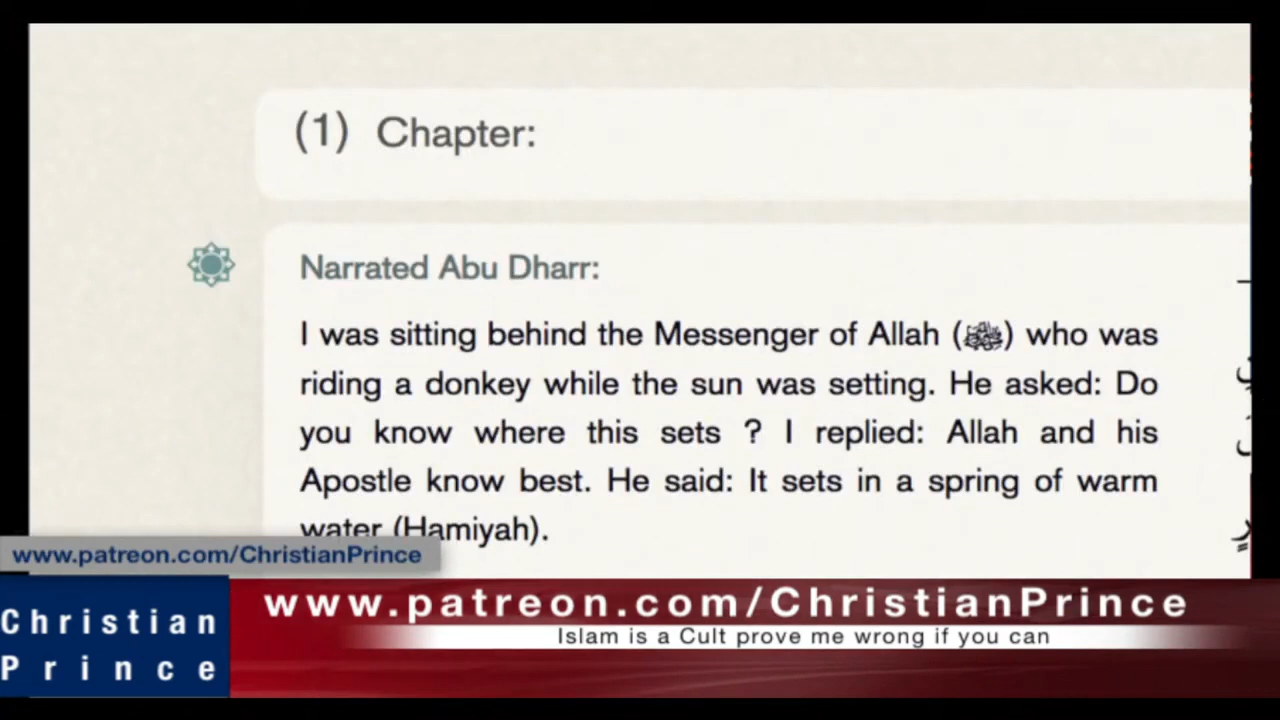 (1) Chapter:
Narrated Abu Dharr:
I was sitting behind the Messenger of Allah (ﷺ) who was
riding a donkey while the sun was setting. He asked: Do
you know where this sets ? I replied: Allah and his
Apostle know best. He said: It sets in a spring of warm
water (Hamiyah).
www.patreon.com/ChristianPrince
Christian
Prince
www.patreon.com/ChristianPrince
Islam is a Cult prove me wrong if you can